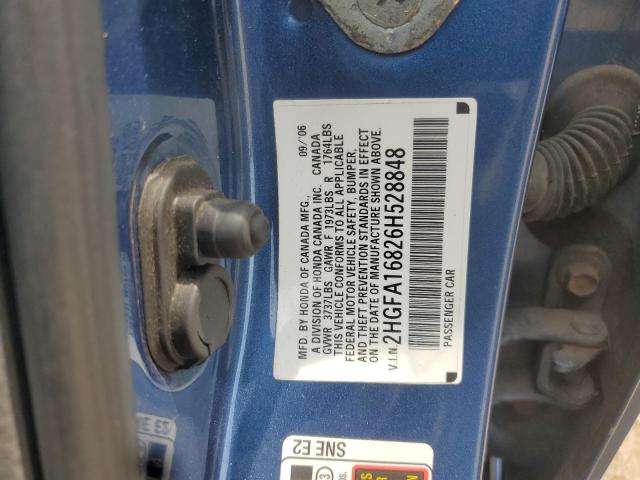 MFD. BY HONDA OF CANADA MFG., 09/'06
A DIVISION OF HONDA CANADA INC. CANADA
GVWR 3737LBS GAWR F 1973LBS R 1764LBS
THIS VEHICLE CONFORMS TO ALL APPLICABLE
FEDERAL MOTOR VEHICLE SAFETY, BUMPER,
AND THEFT PREVENTION STANDARDS IN EFFECT
ON THE DATE OF MANUFACTURE SHOWN ABOVE.
V.I.N. 2HGFA16826H528848
PASSENGER CAR
SNE E2